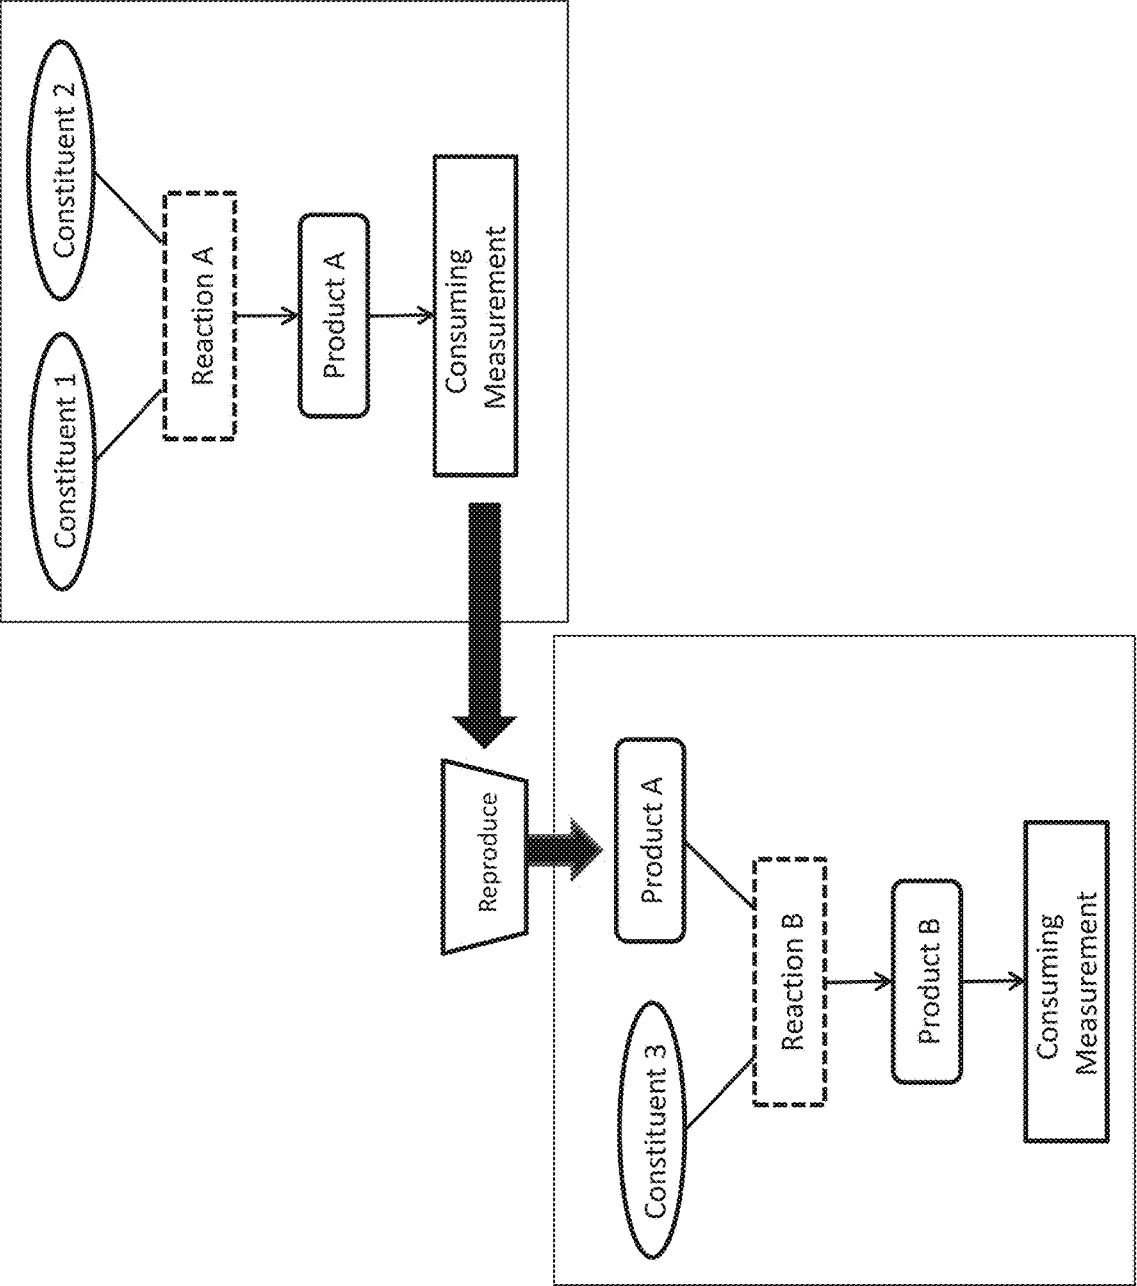 Constituent 1
Constituent 2
Reaction A
Product A
Consuming
Measurement
Reproduce
Constituent 3
Product A
Reaction B
Product B
Consuming
Measurement